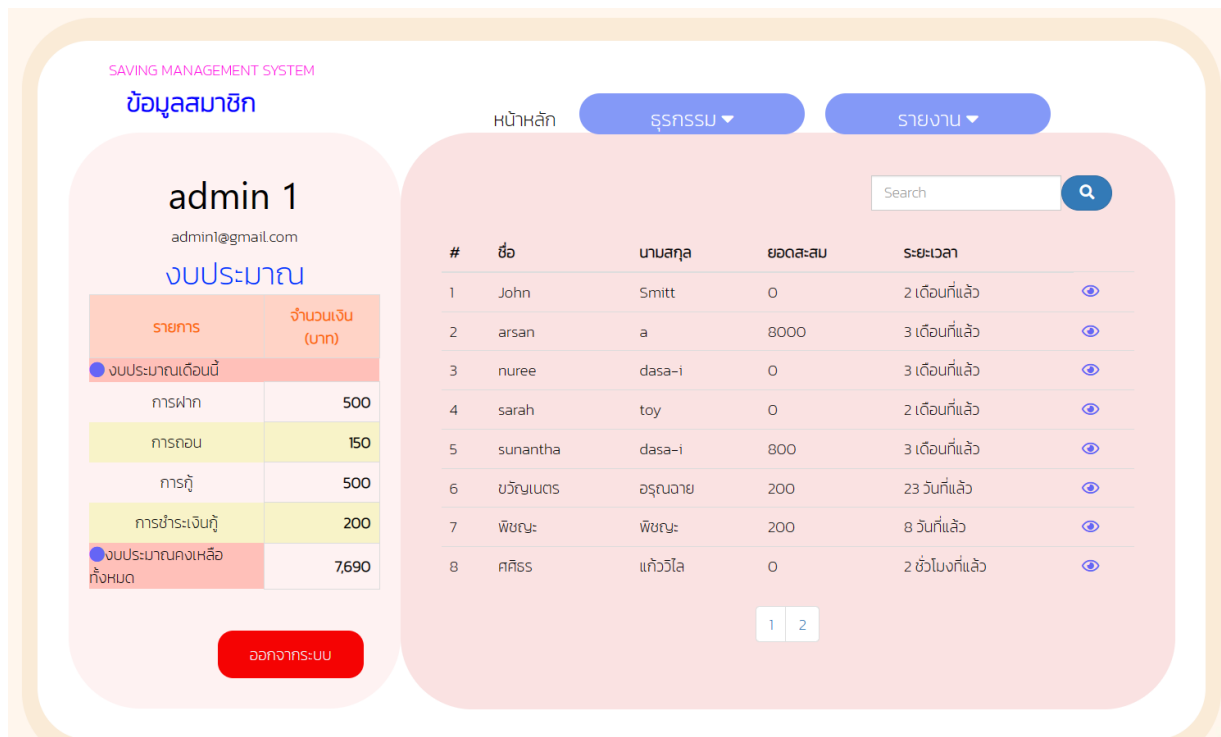 SAVING MANAGEMENT SYSTEM
ข้อมูลสมาชิก
หน้าหลัก ธุรกรรม รายงาน
admin 1
admin1@gmail.com
งบประมาณ
รายการ จำนวนเงิน (บาท)
งบประมาณเดือนนี้
การฝาก 500
การถอน 150
การกู้ 500
การชำระเงินกู้ 200
งบประมาณคงเหลือ
ทั้งหมด 7,690
ออกจากระบบ
Search
# ชื่อ นามสกุล ยอดสะสม ระยะเวลา
1 John Smitt 0 2 เดือนที่แล้ว
2 arsan a 8000 3 เดือนที่แล้ว
3 nuree dasa-i 0 3 เดือนที่แล้ว
4 sarah toy 0 2 เดือนที่แล้ว
5 sunantha dasa-i 800 3 เดือนที่แล้ว
6 ขวัญเนตร อรุณฉาย 200 23 วันที่แล้ว
7 พิชญะ พิชญะ 200 8 วันที่แล้ว
8 ศศิธร แก้ววิไล 0 2 ชั่วโมงที่แล้ว
1 2